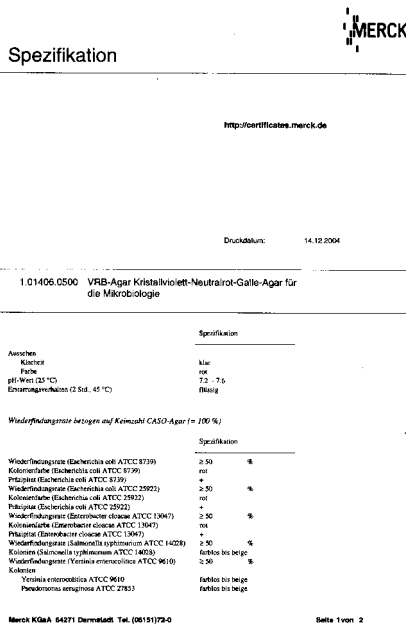 MERCK
Spezifikation
http://certificates.merck.de
Druckdatum: 14.12.2004
1.01406.0500 VRB-Agar Kristallviolett-Neutralrot-Galle-Agar für
die Mikrobiologie
Spezifikation
Aussehen
Klarheit klar
Farbe rot
pH-Wert (25 °C) 7.2 - 7.6
Erstarrungsverhalten (2 Std., 45 °C) flüssig
Wiederfindungsrate bezogen auf Keimzahl CASO-Agar (= 100 %)
Spezifikation
Wiederfindungsrate (Escherichia coli ATCC 8739) ≥ 50 %
Kolonienfarbe (Escherichia coli ATCC 8739) rot
Präzipitat (Escherichia coli ATCC 8739) +
Wiederfindungsrate (Escherichia coli ATCC 25922) ≥ 50 %
Kolonienfarbe (Escherichia coli ATCC 25922) rot
Präzipitat (Escherichia coli ATCC 25922) +
Wiederfindungsrate (Enterobacter cloacae ATCC 13047) ≥ 50 %
Kolonienfarbe (Enterobacter cloacae ATCC 13047) rot
Präzipitat (Enterobacter cloacae ATCC 13047) +
Wiederfindungsrate (Salmonella typhimurium ATCC 14028) ≥ 50 %
Kolonien (Salmonella typhimurium ATCC 14028) farblos bis beige
Wiederfindungsrate (Yersinia enterocolitica ATCC 9610) ≥ 50 %
Kolonien
Yersinia enterocolitica ATCC 9610 farblos bis beige
Pseudomonas aeruginosa ATCC 27853 farblos bis beige
Merck KGaA 64271 Darmstadt Tel. (06151)72-0 Seite 1 von 2